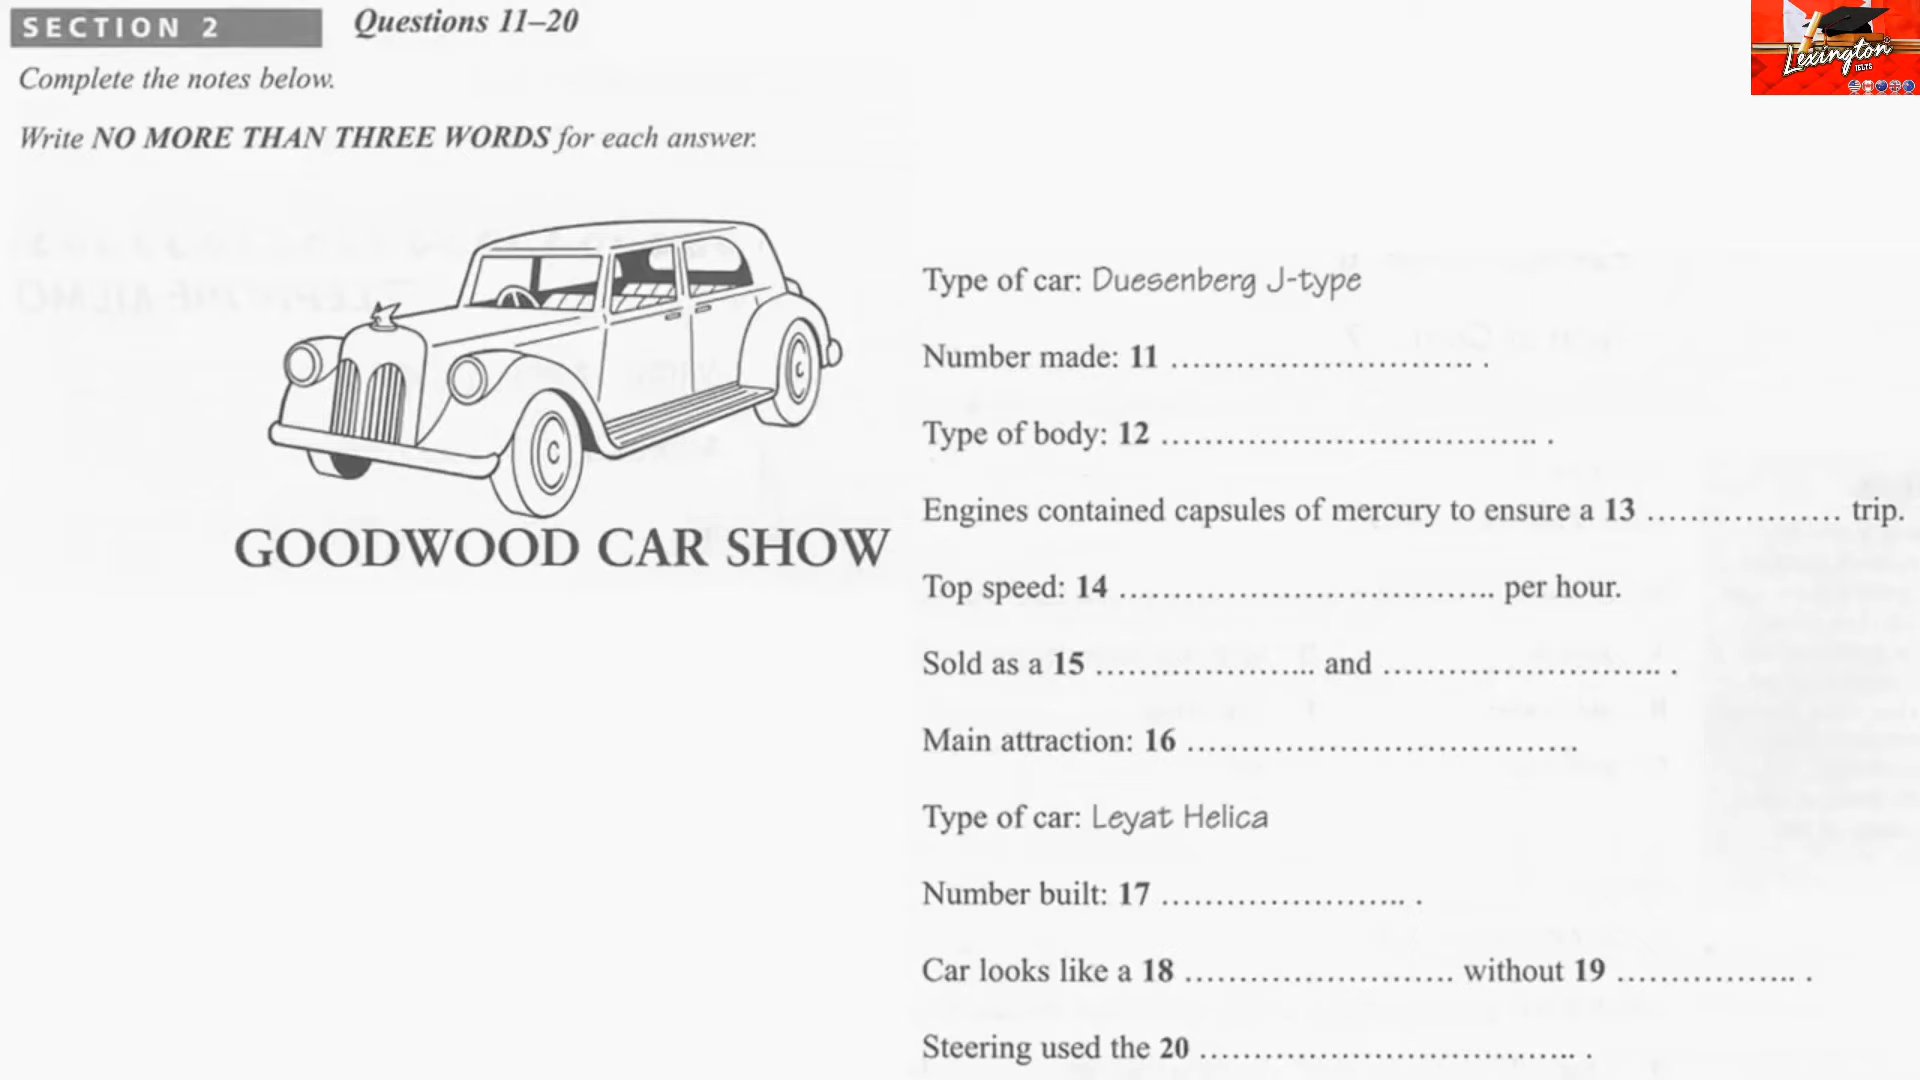 SECTION 2
Questions 11–20
Complete the notes below.
Write NO MORE THAN THREE WORDS for each answer.
GOODWOOD CAR SHOW
Type of car: Duesenberg J-type
Number made: 11 ............................ .
Type of body: 12 .................................... .
Engines contained capsules of mercury to ensure a 13 .................. trip.
Top speed: 14 ................................... per hour.
Sold as a 15 .................... and .......................... .
Main attraction: 16 ....................................
Type of car: Leyat Helica
Number built: 17 ....................... .
Car looks like a 18 ......................... without 19 ................. .
Steering used the 20 ................................... .
Lexington
IELTS